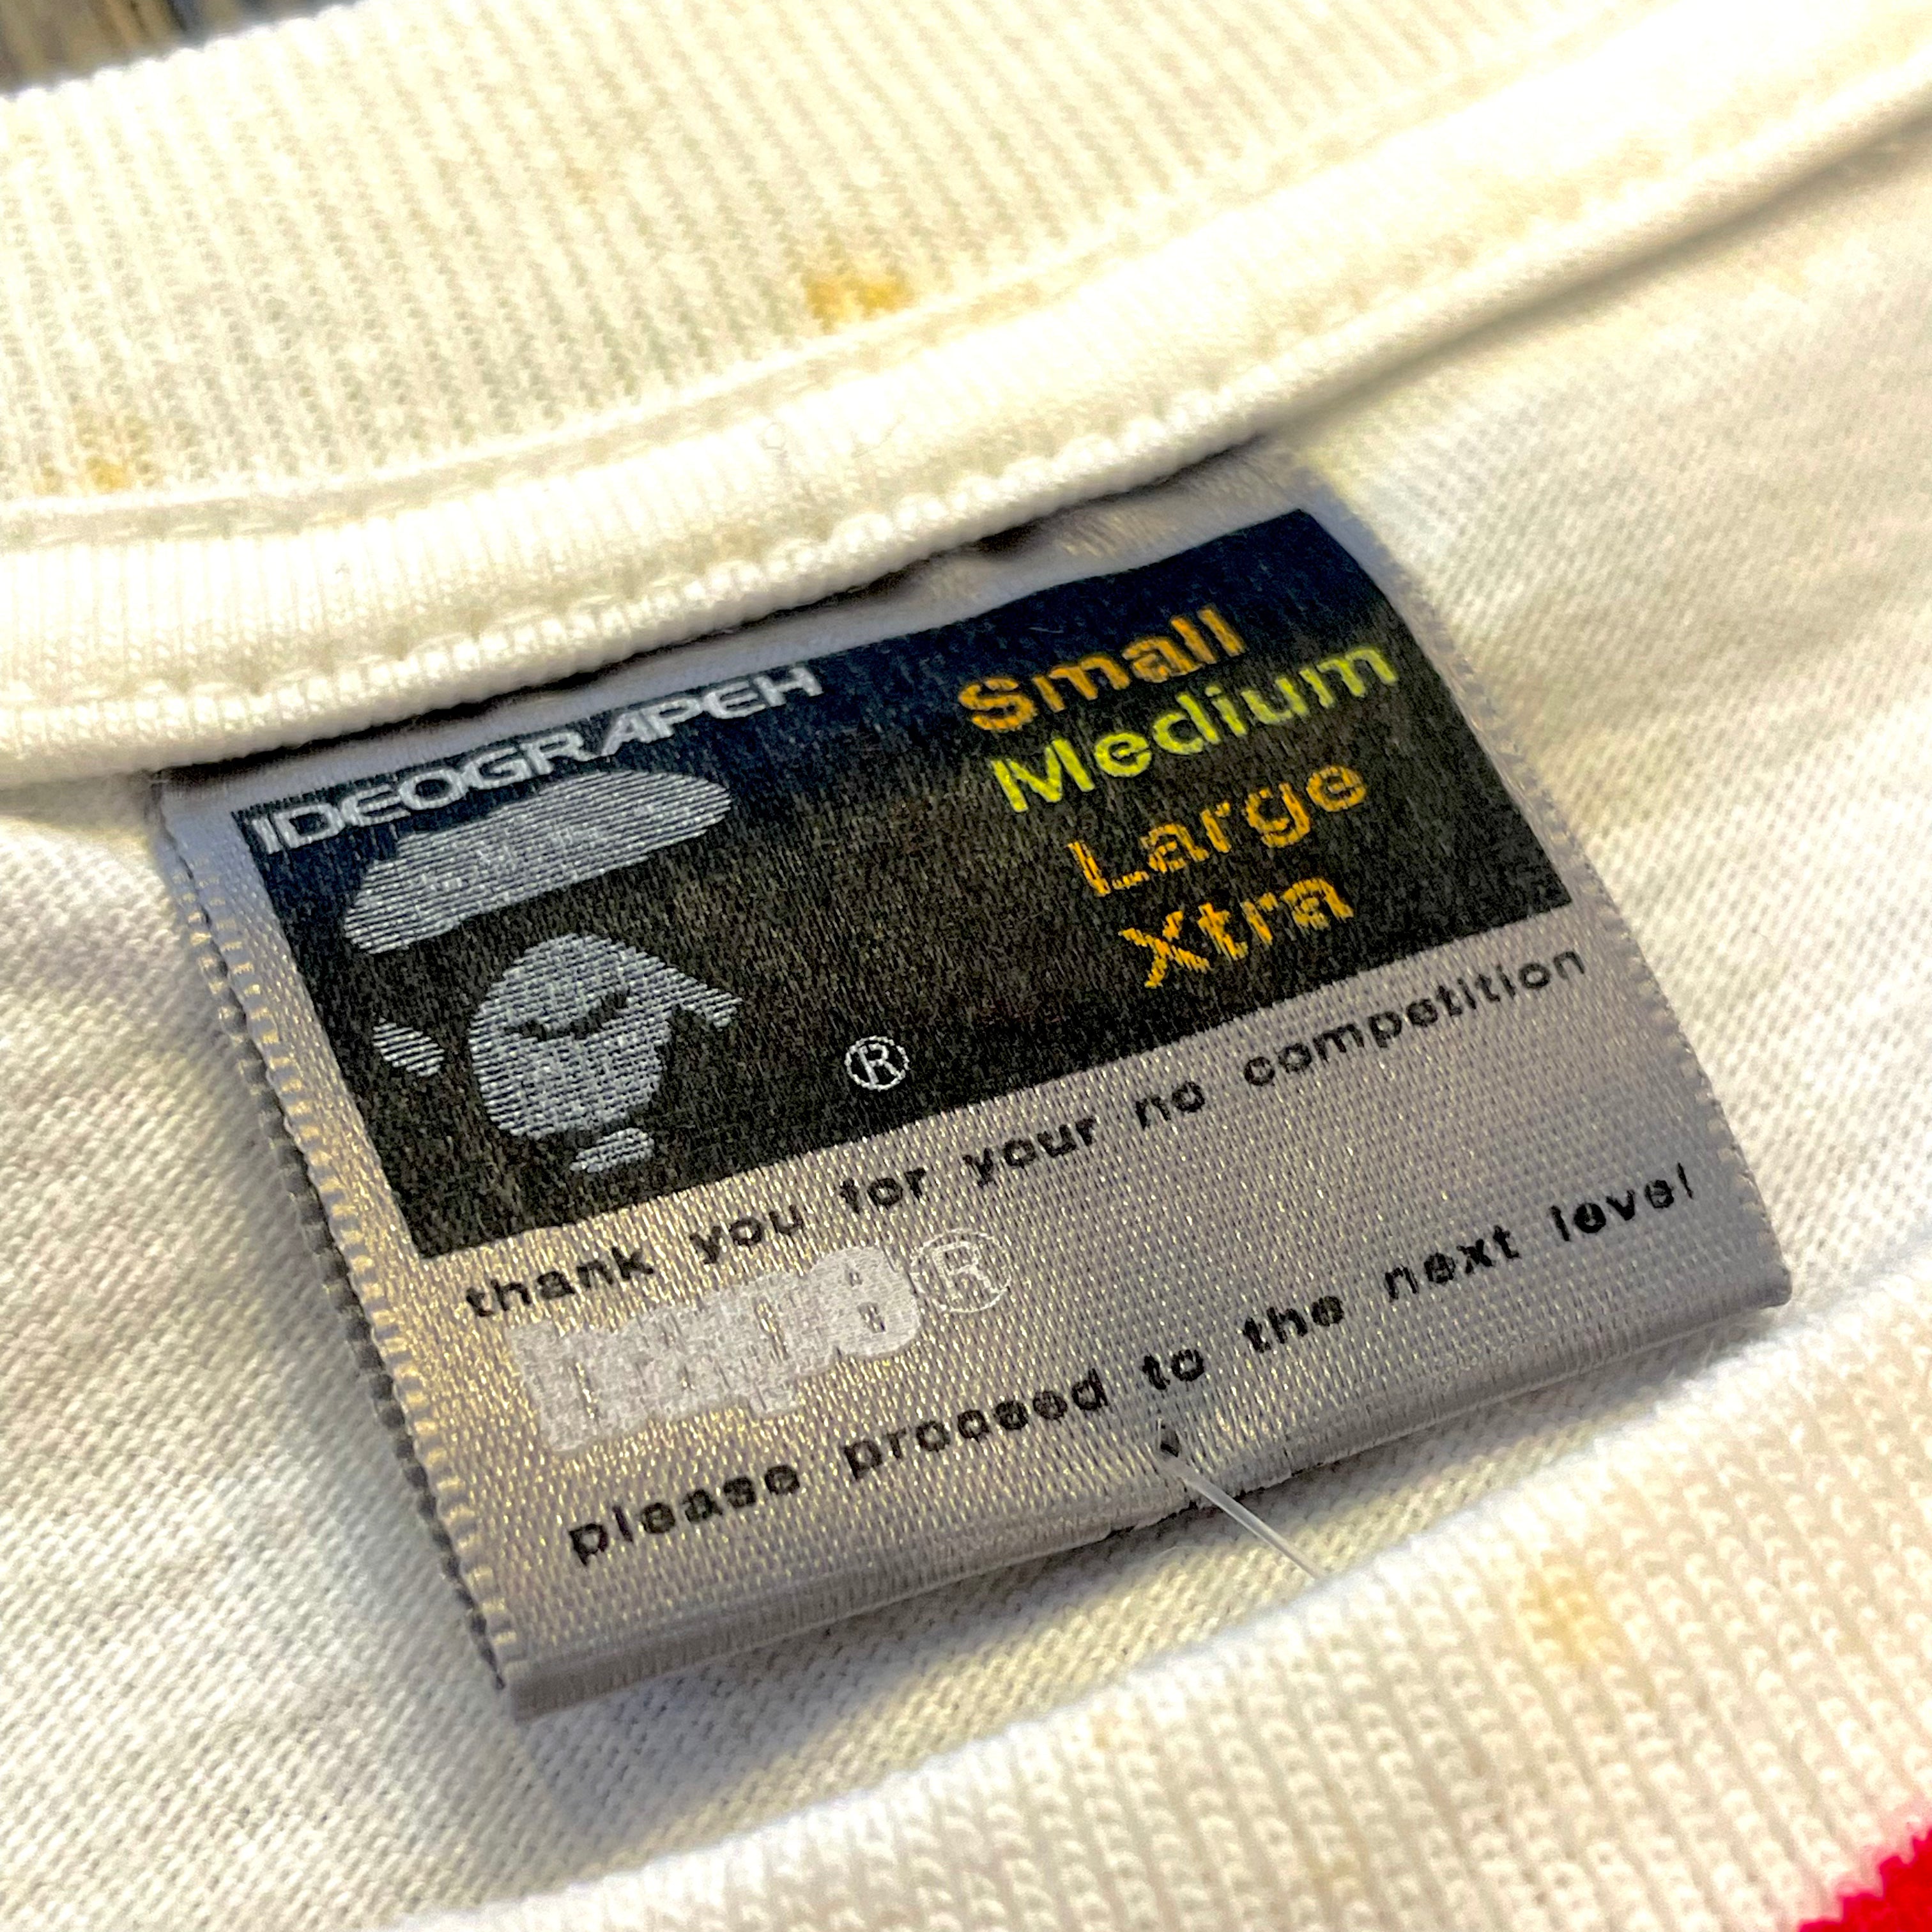 IDEOGRAPEH
Small
Medium
Large
Xtra
®
thank you for your no competition
®
please proceed to the next level